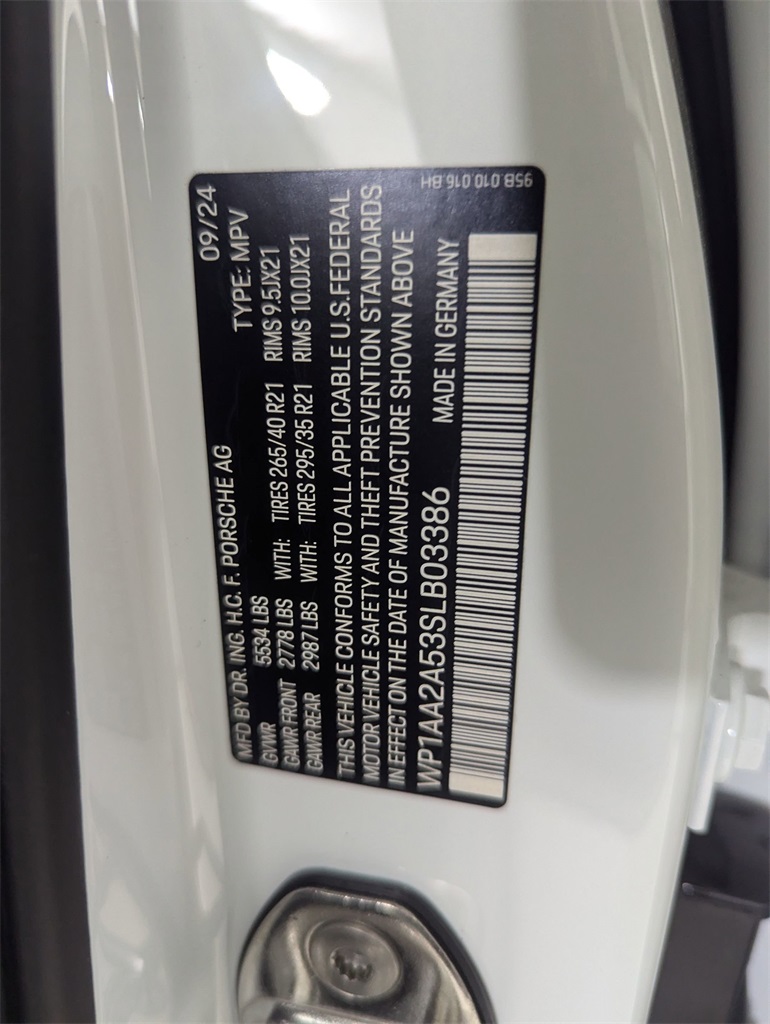 09/24
MFD BY DR. ING. H.C. F. PORSCHE AG TYPE: MPV
GVWR 5534 LBS
GAWR FRONT 2778 LBS WITH: TIRES 265/40 R21 RIMS 9.5JX21
GAWR REAR 2987 LBS WITH: TIRES 295/35 R21 RIMS 10.0JX21
THIS VEHICLE CONFORMS TO ALL APPLICABLE U.S.FEDERAL
MOTOR VEHICLE SAFETY AND THEFT PREVENTION STANDARDS
IN EFFECT ON THE DATE OF MANUFACTURE SHOWN ABOVE
WP1AA2A53SLB03386 MADE IN GERMANY
95B.010.016.BH